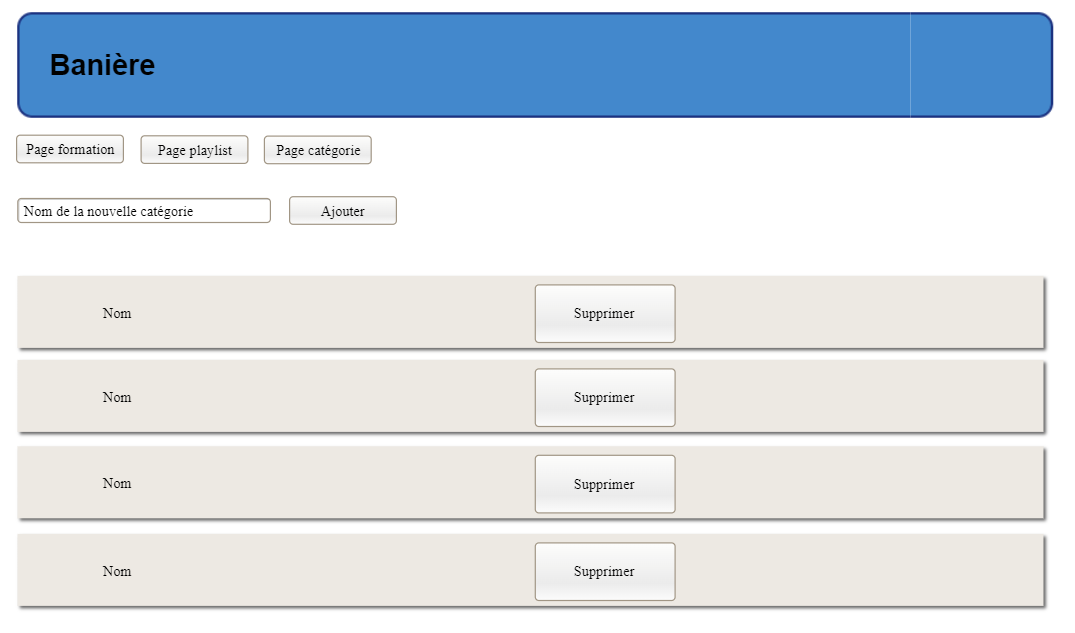 Banière
Page formation Page playlist Page catégorie
Nom de la nouvelle catégorie Ajouter
Nom Supprimer
Nom Supprimer
Nom Supprimer
Nom Supprimer